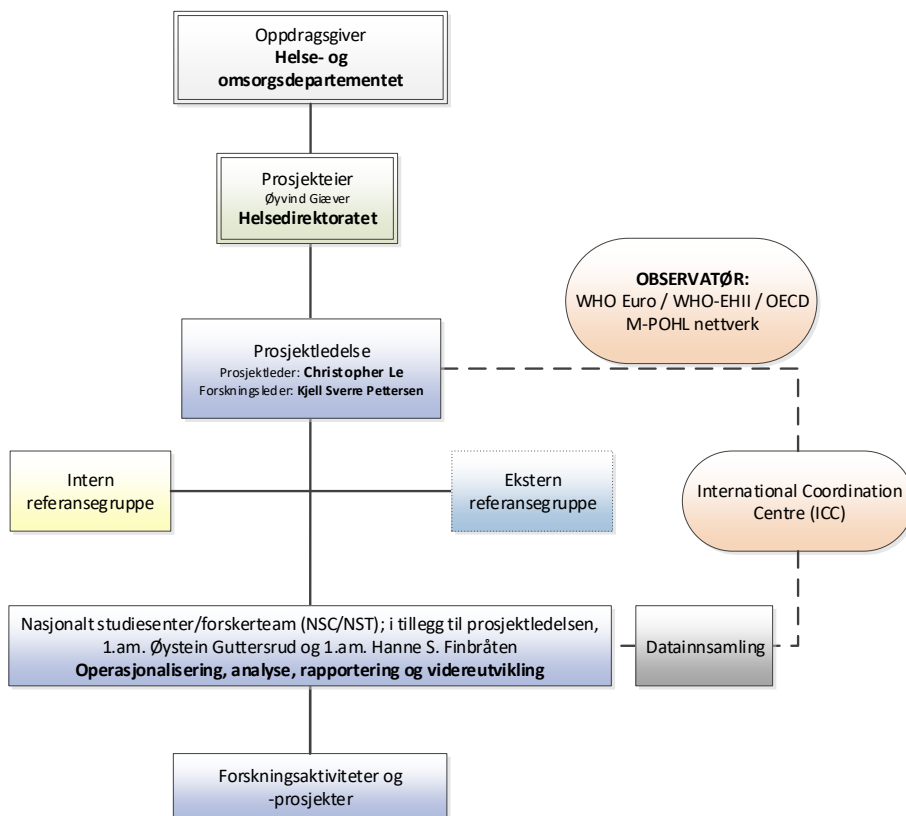 Oppdragsgiver
Helse- og
omsorgsdepartementet
Prosjekteier
Øyvind Giæver
Helsedirektoratet
OBSERVATØR:
WHO Euro / WHO-EHII / OECD
M-POHL nettverk
Prosjektledelse
Prosjektleder: Christopher Le
Forskningsleder: Kjell Sverre Pettersen
Intern
referansegruppe
Ekstern
referansegruppe
International Coordination
Centre (ICC)
Nasjonalt studiesenter/forskerteam (NSC/NST); i tillegg til prosjektledelsen,
1.am. Øystein Guttersrud og 1.am. Hanne S. Finbråten
Operasjonalisering, analyse, rapportering og videreutvikling
Datainnsamling
Forskningsaktiviteter og
-prosjekter